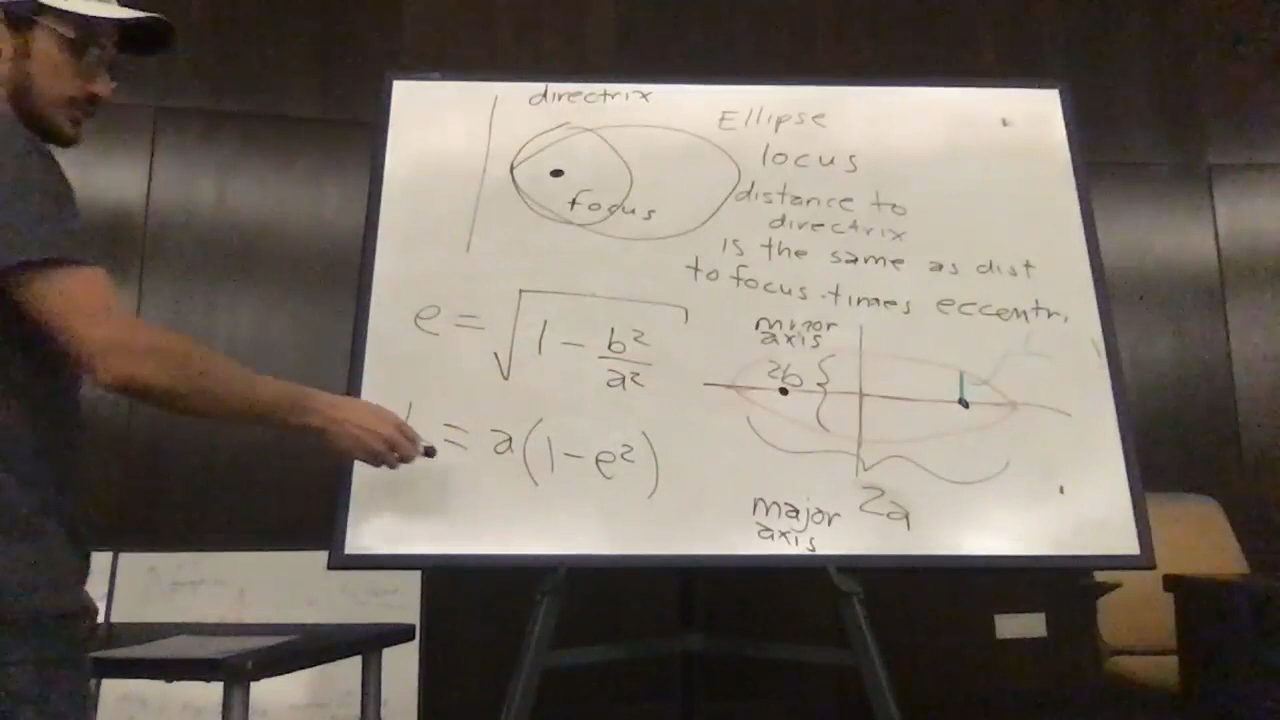 directrix
focus
Ellipse
locus
distance to
directrix
is the same as dist
to focus times eccentr.
e = √(1 - b²/a²)
= a(1-e²)
axis
2b
2a
major
axis